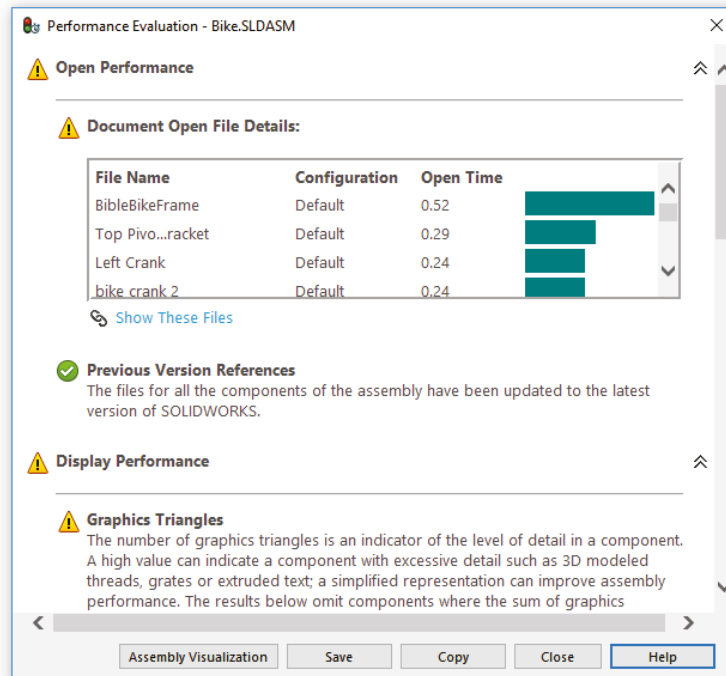 Performance Evaluation - Bike.SLDASM
Open Performance
Document Open File Details:
File Name Configuration Open Time
BibleBikeFrame Default 0.52
Top Pivo...racket Default 0.29
Left Crank Default 0.24
bike crank 2 Default 0.24
Show These Files
Previous Version References
The files for all the components of the assembly have been updated to the latest
version of SOLIDWORKS.
Display Performance
Graphics Triangles
The number of graphics triangles is an indicator of the level of detail in a component.
A high value can indicate a component with excessive detail such as 3D modeled
threads, grates or extruded text; a simplified representation can improve assembly
performance. The results below omit components where the sum of graphics
Assembly Visualization Save Copy Close Help